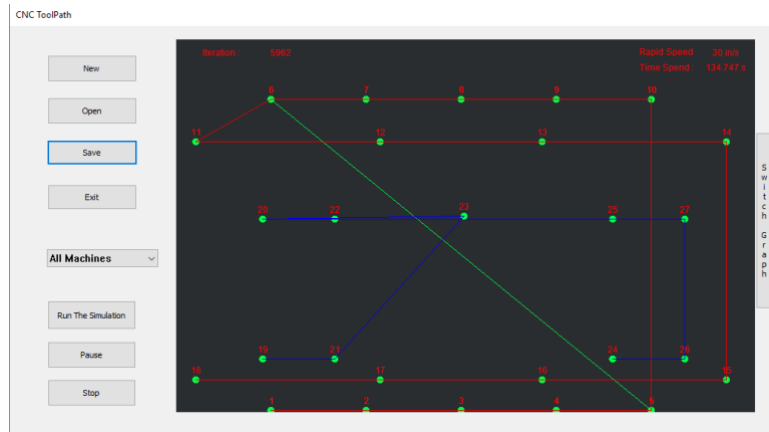 CNC ToolPath
New
Open
Save
Exit
All Machines
Run The Simulation
Pause
Stop
Iteration : 5962
Rapid Speed 30 in/s
Time Spend : 134.747 s
6 7 8 9 10
11 12 13 14
20 22 23 25 27
19 21 24 26
18 17 16 15
1 2 3 4 5
Switch Graph